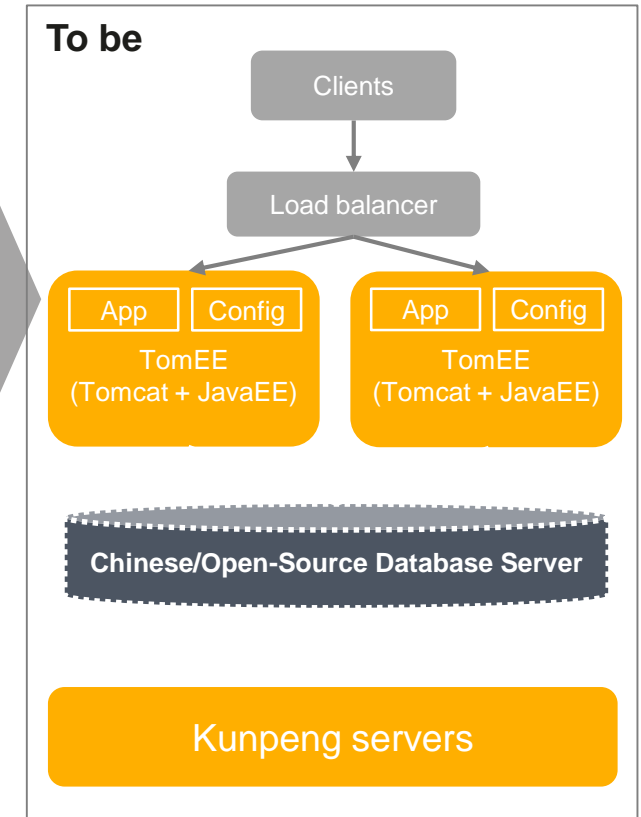 To be
Clients
Load balancer
App Config
TomEE
(Tomcat + JavaEE)
App Config
TomEE
(Tomcat + JavaEE)
Chinese/Open-Source Database Server
Kunpeng servers